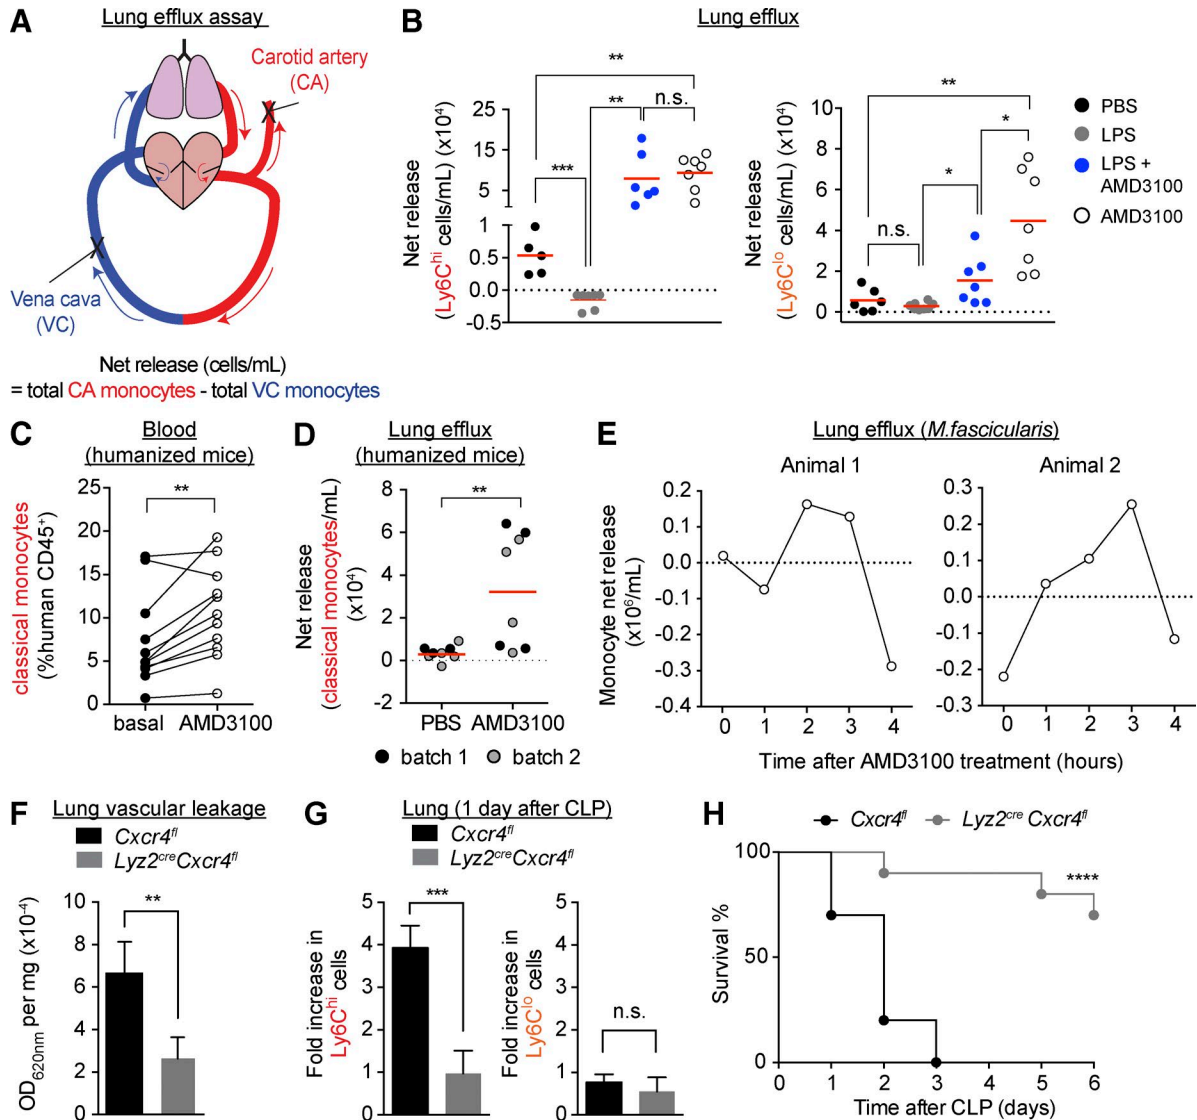 A
Lung efflux assay
Carotid artery
(CA)
X
X
Vena cava
(VC)
Net release (cells/mL)
= total CA monocytes - total VC monocytes
B
Lung efflux
Net release
(Ly6Chi cells/mL) (x10⁴)
25
15
5
1
0.5
0.0
-0.5
**
**
n.s.
***
Net release
(Ly6Clo cells/mL) (x10⁴)
10
8
6
4
2
0
**
*
*
n.s.
PBS
LPS
LPS +
AMD3100
AMD3100
C
Blood
(humanized mice)
classical monocytes
(%human CD45⁺)
25
20
15
10
5
0
**
basal
AMD3100
D
Lung efflux
(humanized mice)
Net release
(classical monocytes/mL)
(x10⁴)
8
6
4
2
0
-2
**
PBS
AMD3100
batch 1
batch 2
E
Lung efflux (M.fascicularis)
Animal 1
Animal 2
Monocyte net release
(x10⁶/mL)
0.2
0.1
0.0
-0.1
-0.2
-0.3
-0.4
0 1 2 3 4
0.3
0.2
0.1
0.0
-0.1
-0.2
-0.3
0 1 2 3 4
Time after AMD3100 treatment (hours)
F
Lung vascular leakage
Cxcr4fl
Lyz2creCxcr4fl
OD620nm per mg (x10⁻⁴)
8
6
4
2
0
**
G
Lung (1 day after CLP)
Cxcr4fl
Lyz2creCxcr4fl
Fold increase in
Ly6Chi cells
5
4
3
2
1
0
***
Fold increase in
Ly6Clo cells
5
4
3
2
1
0
n.s.
H
Cxcr4fl
Lyz2cre Cxcr4fl
Survival %
100
50
0
****
0 1 2 3 4 5 6
Time after CLP (days)